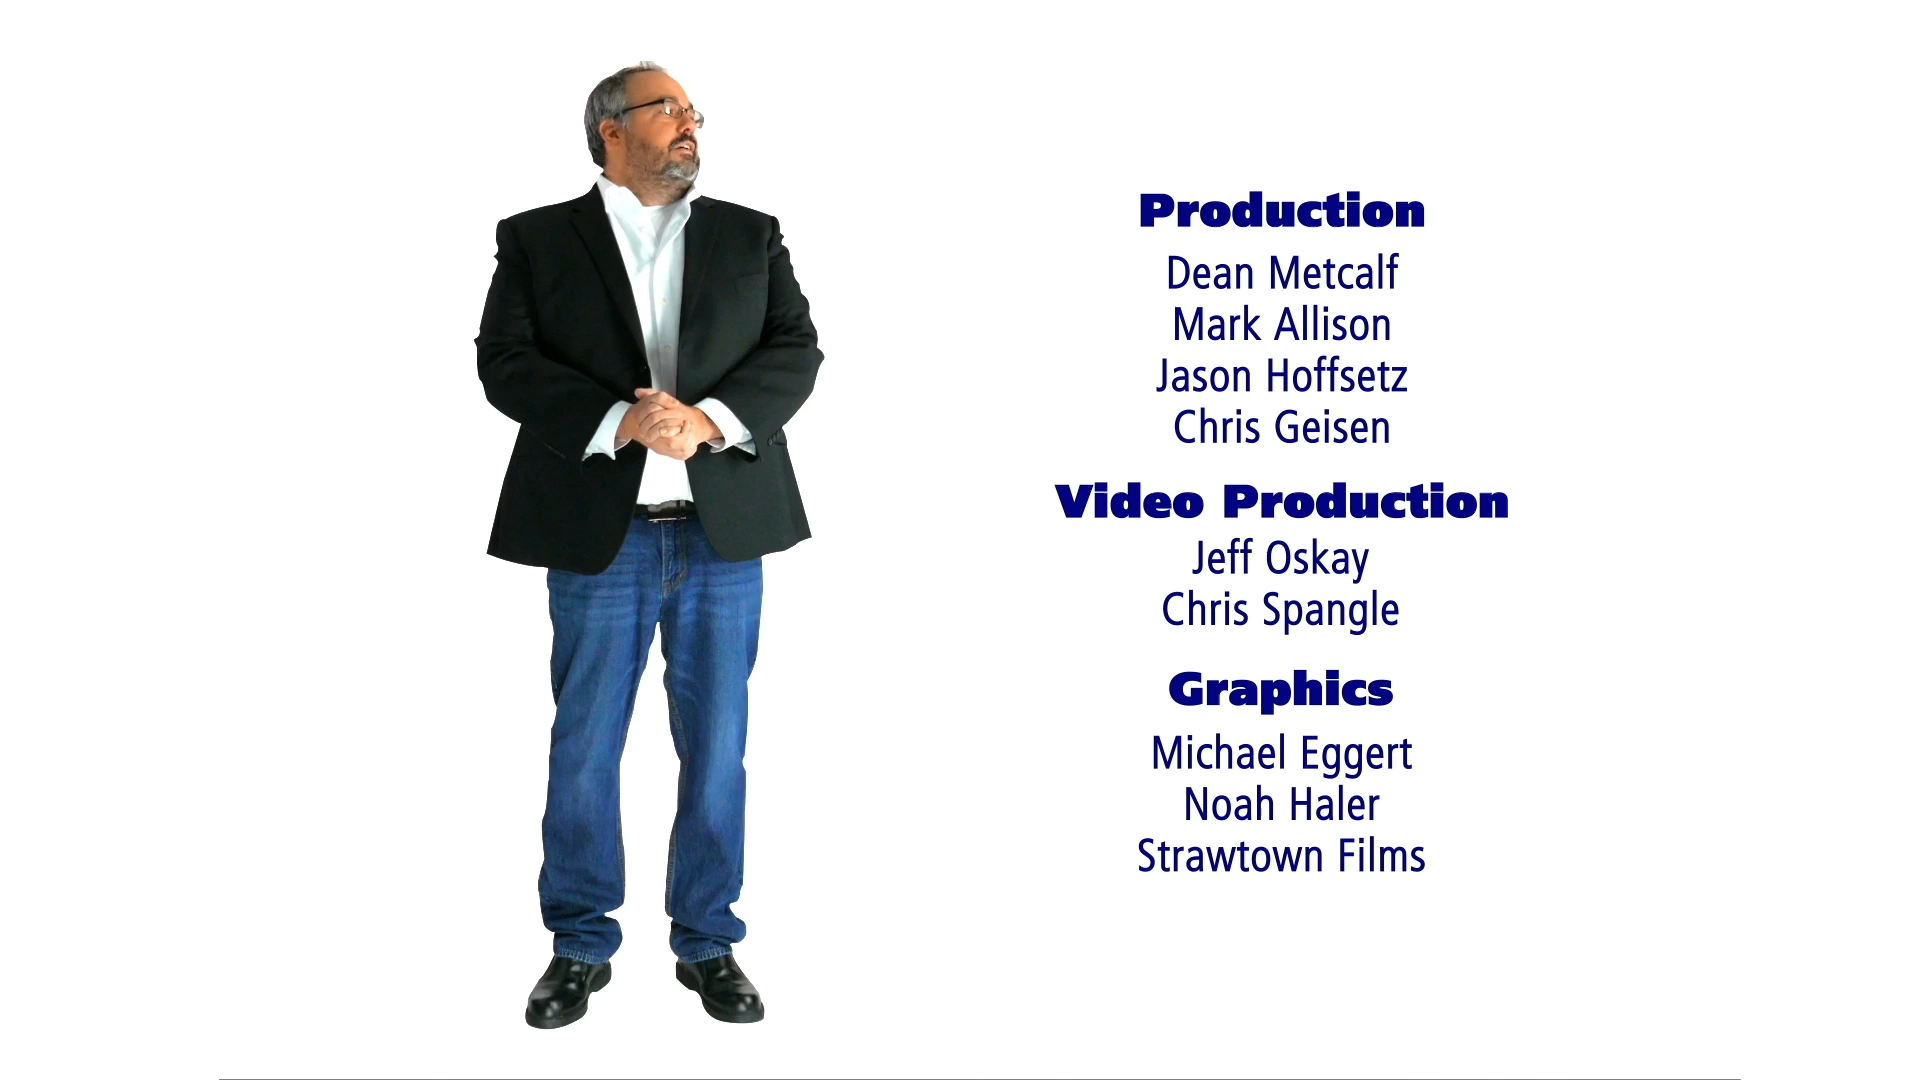 Production
Dean Metcalf
Mark Allison
Jason Hoffsetz
Chris Geisen
Video Production
Jeff Oskay
Chris Spangle
Graphics
Michael Eggert
Noah Haler
Strawtown Films